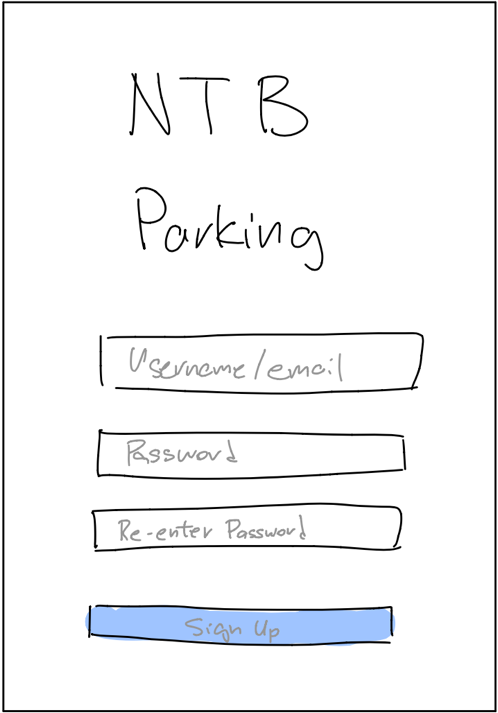 NTB
Parking
Username/email
Password
Re-enter Password
Sign Up